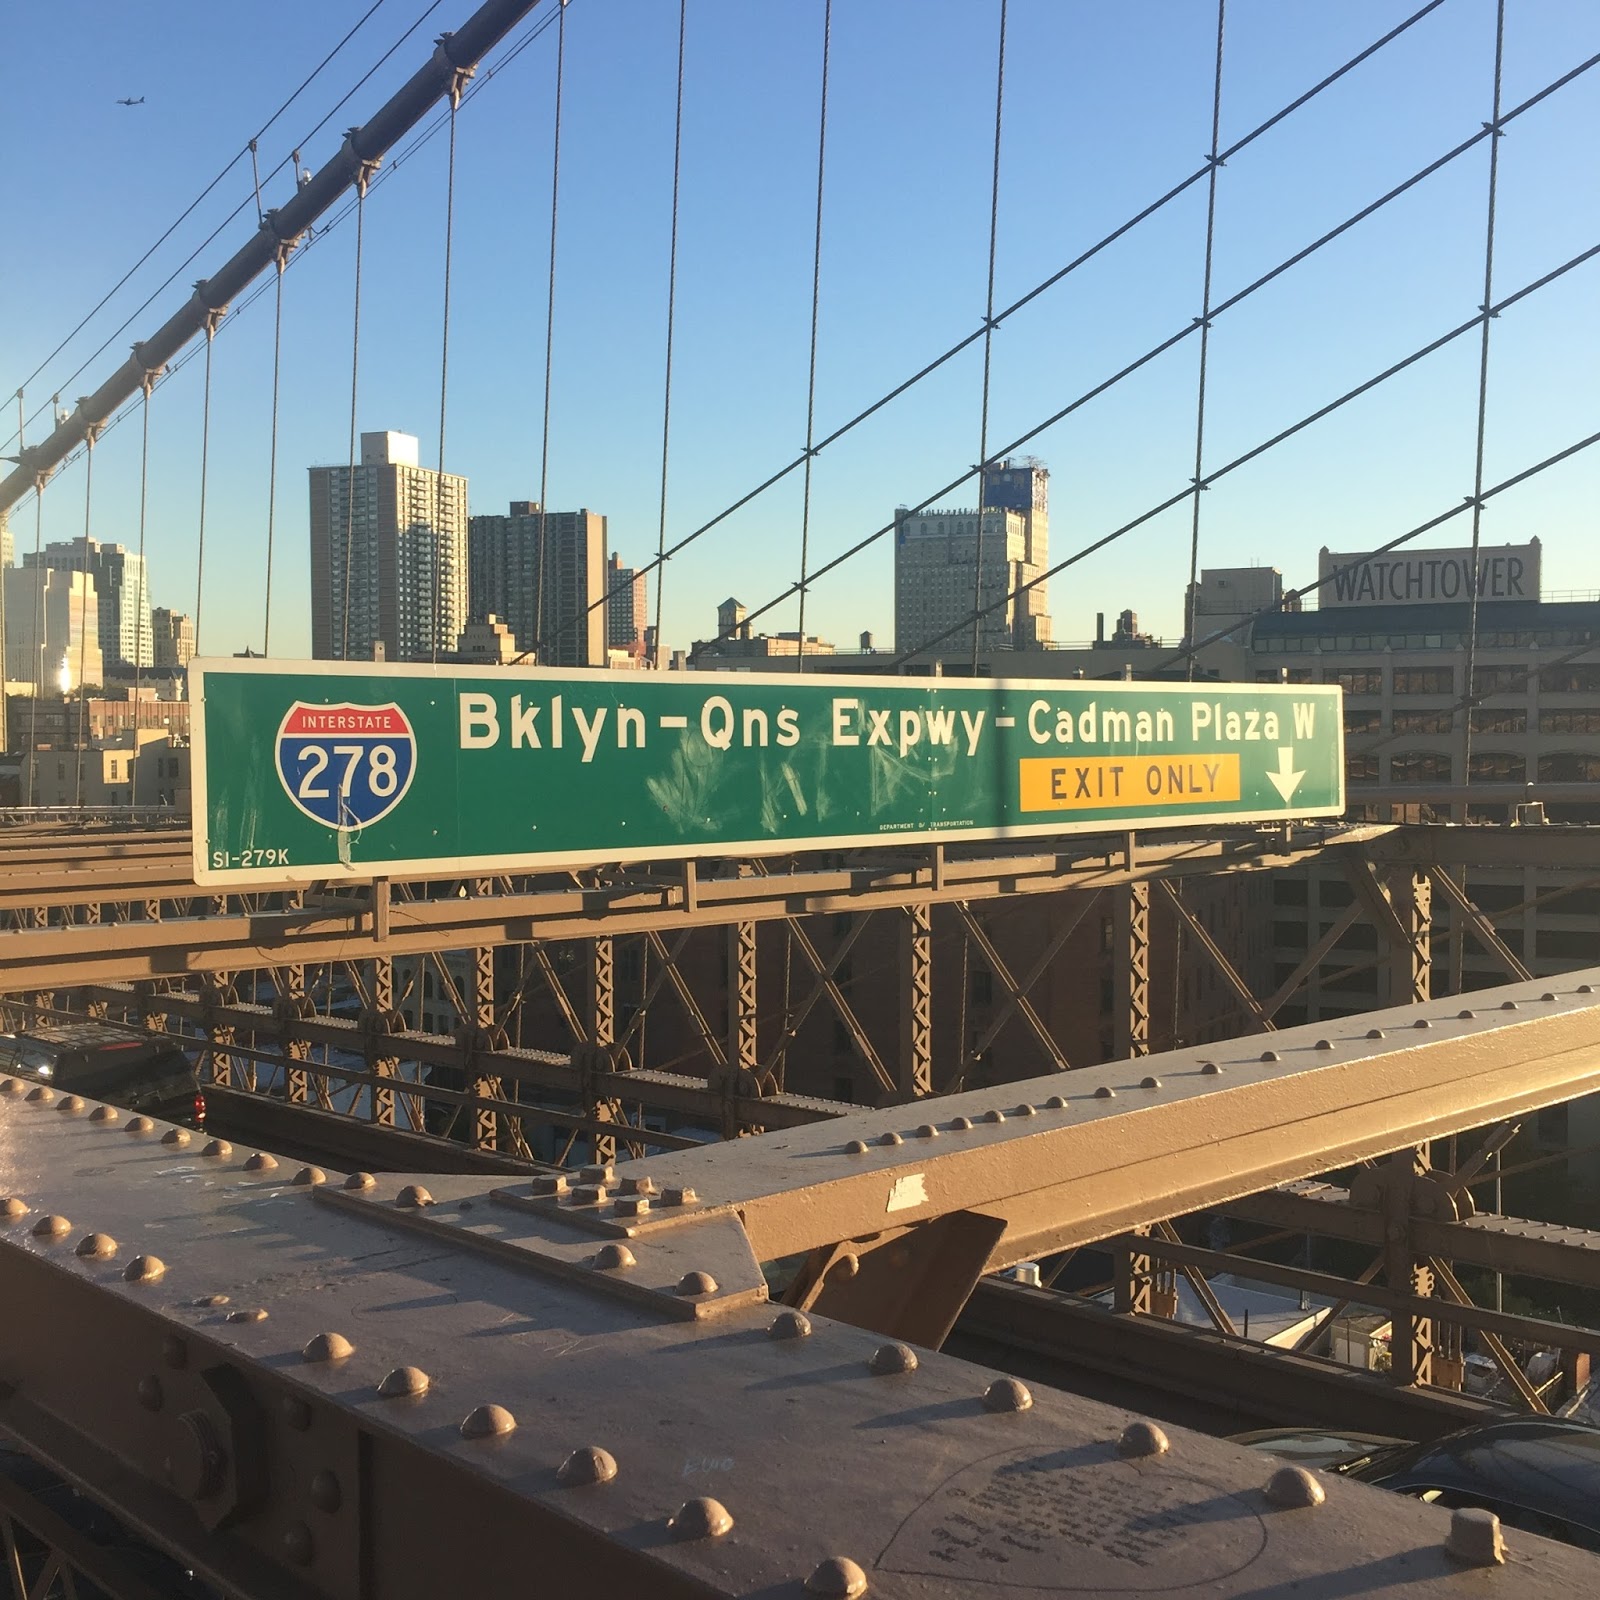 WATCHTOWER
INTERSTATE
278
Bklyn-Qns Expwy-Cadman Plaza W
EXIT ONLY
DEPARTMENT OF TRANSPORTATION
SI-279K